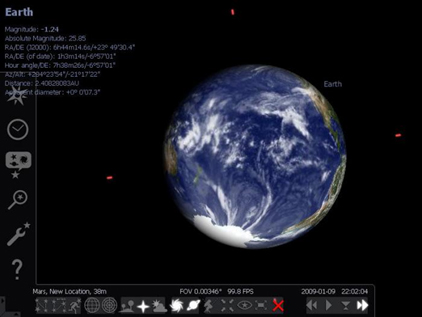 Earth
Magnitude: -1.24
Absolute Magnitude: 25.85
RA/DE (J2000): 6h44m14.6s/+23° 49'30.4"
RA/DE (of date): 1h3m14s/-6°57'01"
Hour angle/DE: 7h38m26s/-6°57'01"
Az/Alt: +284°23'54"/-21°17'22"
Distance: 2.40828083AU
Apparent diameter: +0° 0'07.3"
Earth
Mars, New Location, 38m FOV 0.00346° 99.8 FPS 2009-01-09 22:02:04